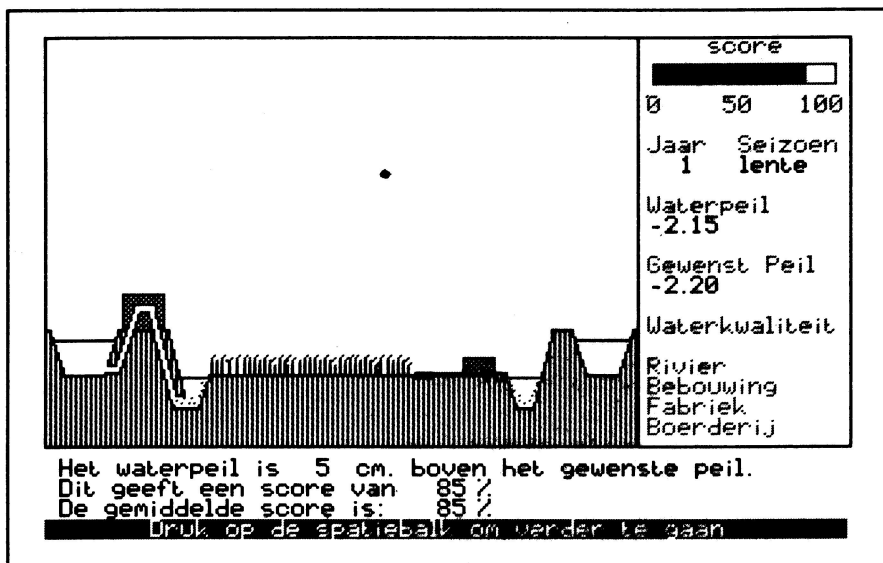 score
0 50 100
Jaar Seizoen
1 lente
Waterpeil
-2.15
Gewenst Peil
-2.20
Waterkwaliteit
Rivier
Bebouwing
Fabriek
Boerderij
Het waterpeil is 5 cm. boven het gewenste peil.
Dit geeft een score van 85 %
De gemiddelde score is: 85 %
Druk op de spatiebalk om verder te gaan